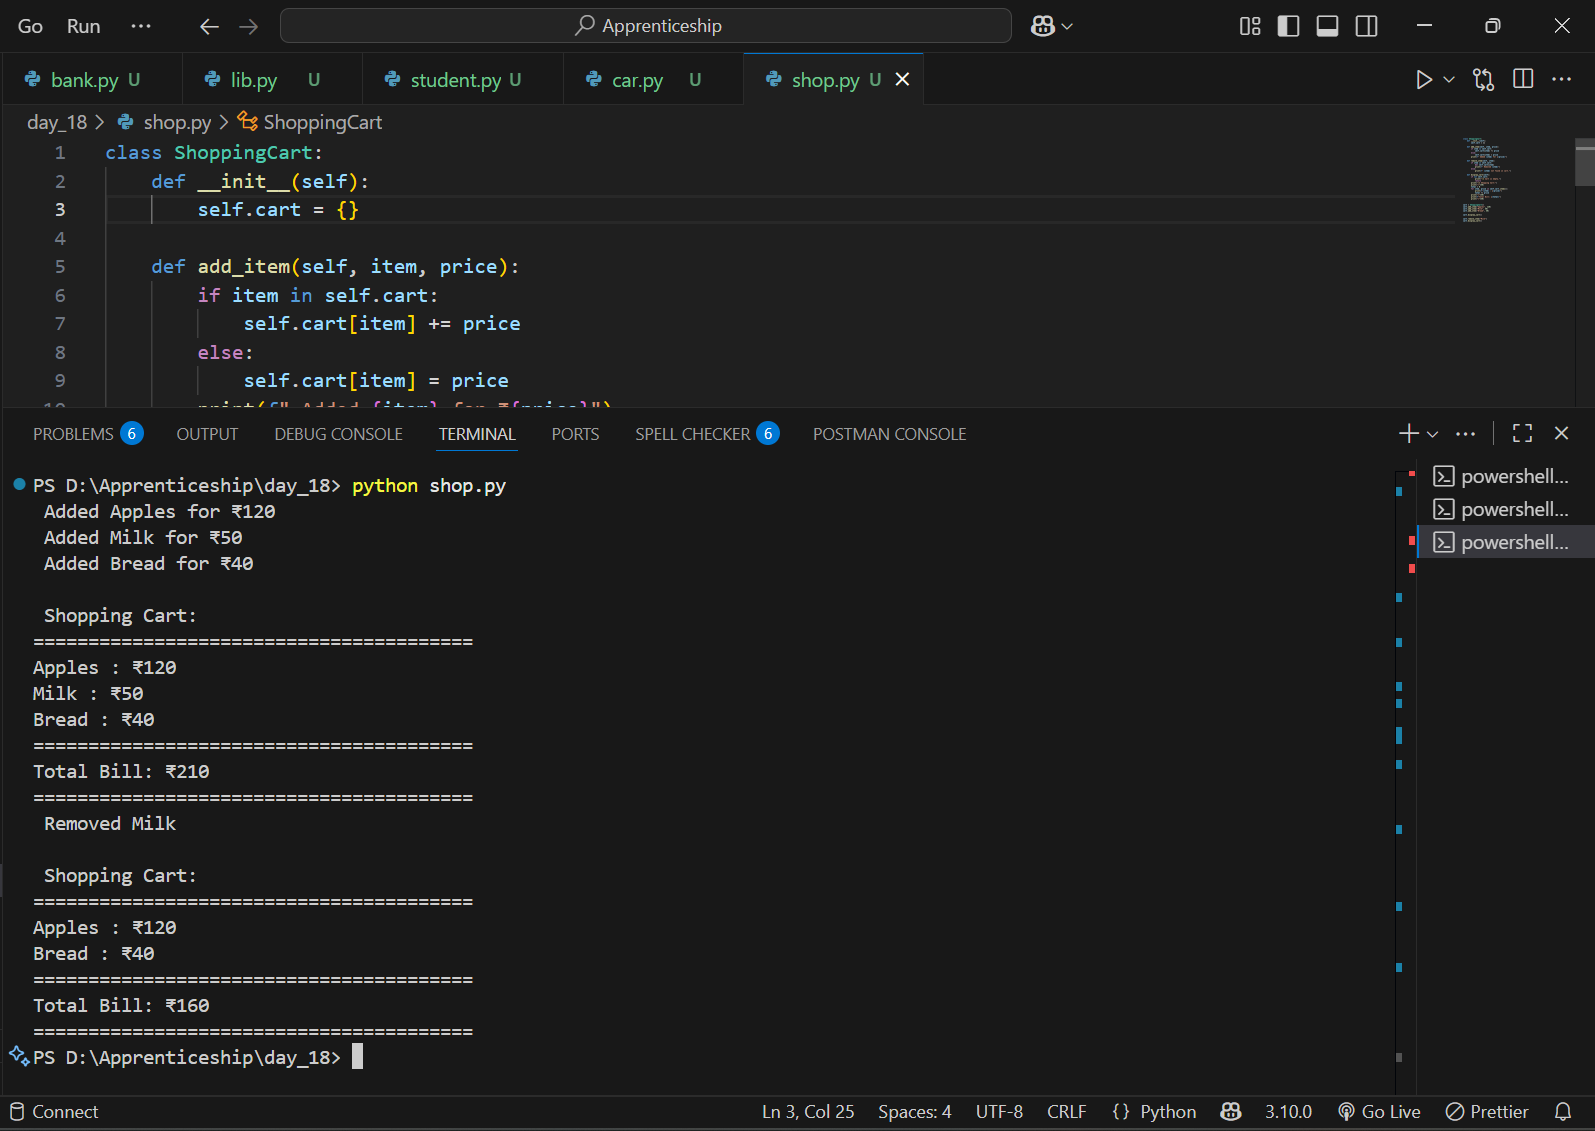 Go Run ... Apprenticeship
bank.py U lib.py U student.py U car.py U shop.py U
day_18 > shop.py > ShoppingCart
1 class ShoppingCart:
2 def __init__(self):
3 self.cart = {}
4
5 def add_item(self, item, price):
6 if item in self.cart:
7 self.cart[item] += price
8 else:
9 self.cart[item] = price
10 print(f" Added {item} for ₹{price}")
PROBLEMS 6 OUTPUT DEBUG CONSOLE TERMINAL PORTS SPELL CHECKER 6 POSTMAN CONSOLE
PS D:\Apprenticeship\day_18> python shop.py
Added Apples for ₹120
Added Milk for ₹50
Added Bread for ₹40
Shopping Cart:
========================================
Apples : ₹120
Milk : ₹50
Bread : ₹40
========================================
Total Bill: ₹210
========================================
Removed Milk
Shopping Cart:
========================================
Apples : ₹120
Bread : ₹40
========================================
Total Bill: ₹160
========================================
PS D:\Apprenticeship\day_18>
powershell...
powershell...
powershell...
Connect Ln 3, Col 25 Spaces: 4 UTF-8 CRLF {} Python 3.10.0 Go Live Prettier